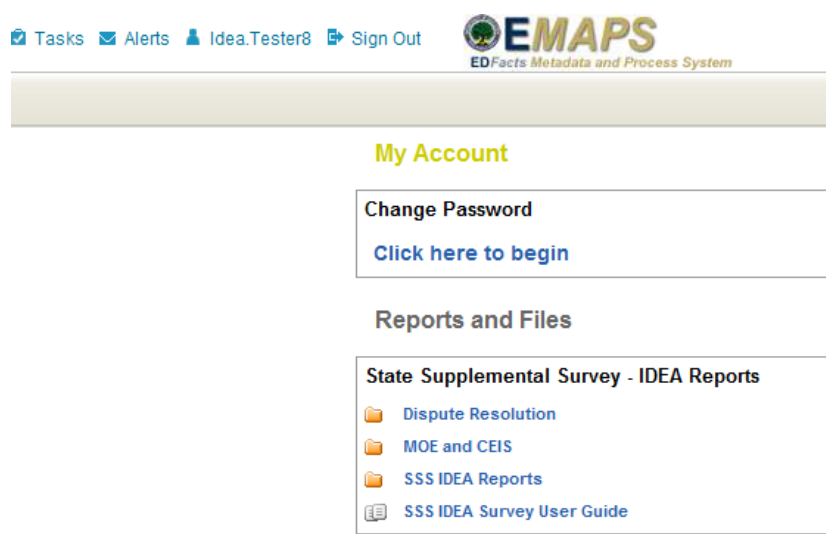 Tasks Alerts Idea.Tester8 Sign Out
EMAPS
EDFacts Metadata and Process System
My Account
Change Password
Click here to begin
Reports and Files
State Supplemental Survey - IDEA Reports
Dispute Resolution
MOE and CEIS
SSS IDEA Reports
SSS IDEA Survey User Guide